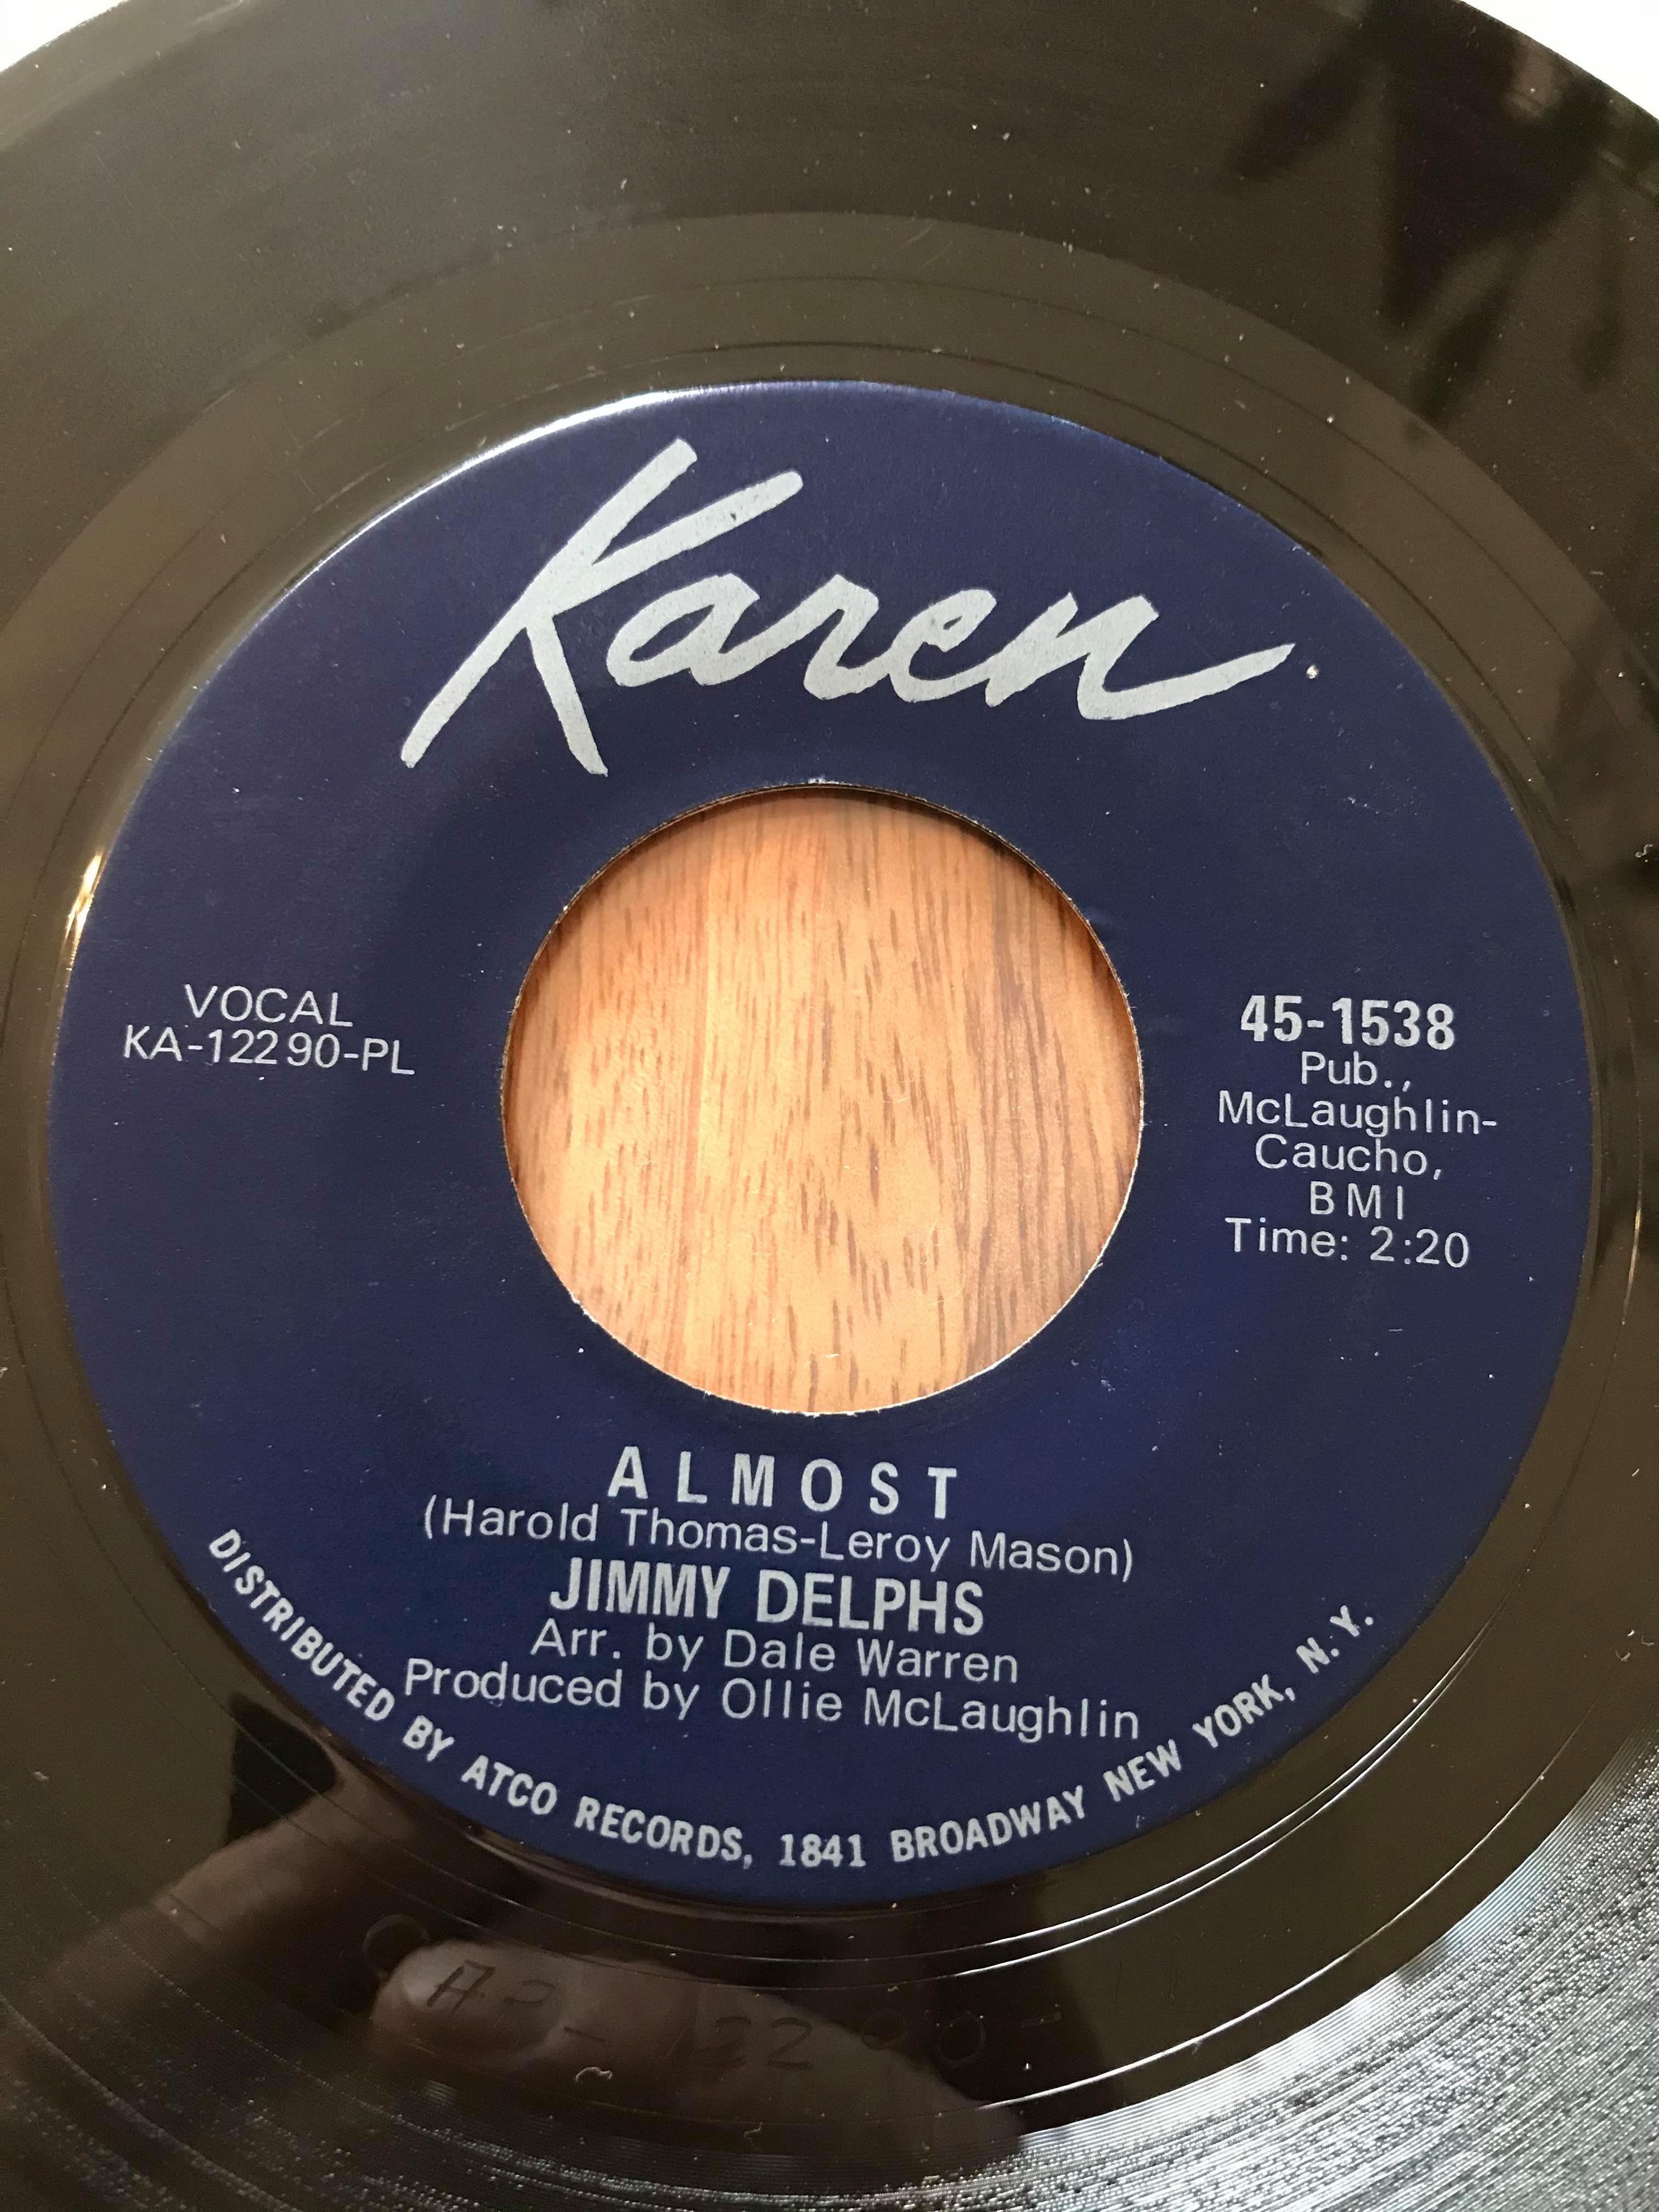 Karen
VOCAL
KA-12290-PL
45-1538
Pub.,
McLaughlin-
Caucho,
BMI
Time: 2:20
ALMOST
(Harold Thomas-Leroy Mason)
JIMMY DELPHS
Arr. by Dale Warren
Produced by Ollie McLaughlin
DISTRIBUTED BY ATCO RECORDS, 1841 BROADWAY NEW YORK, N.Y.